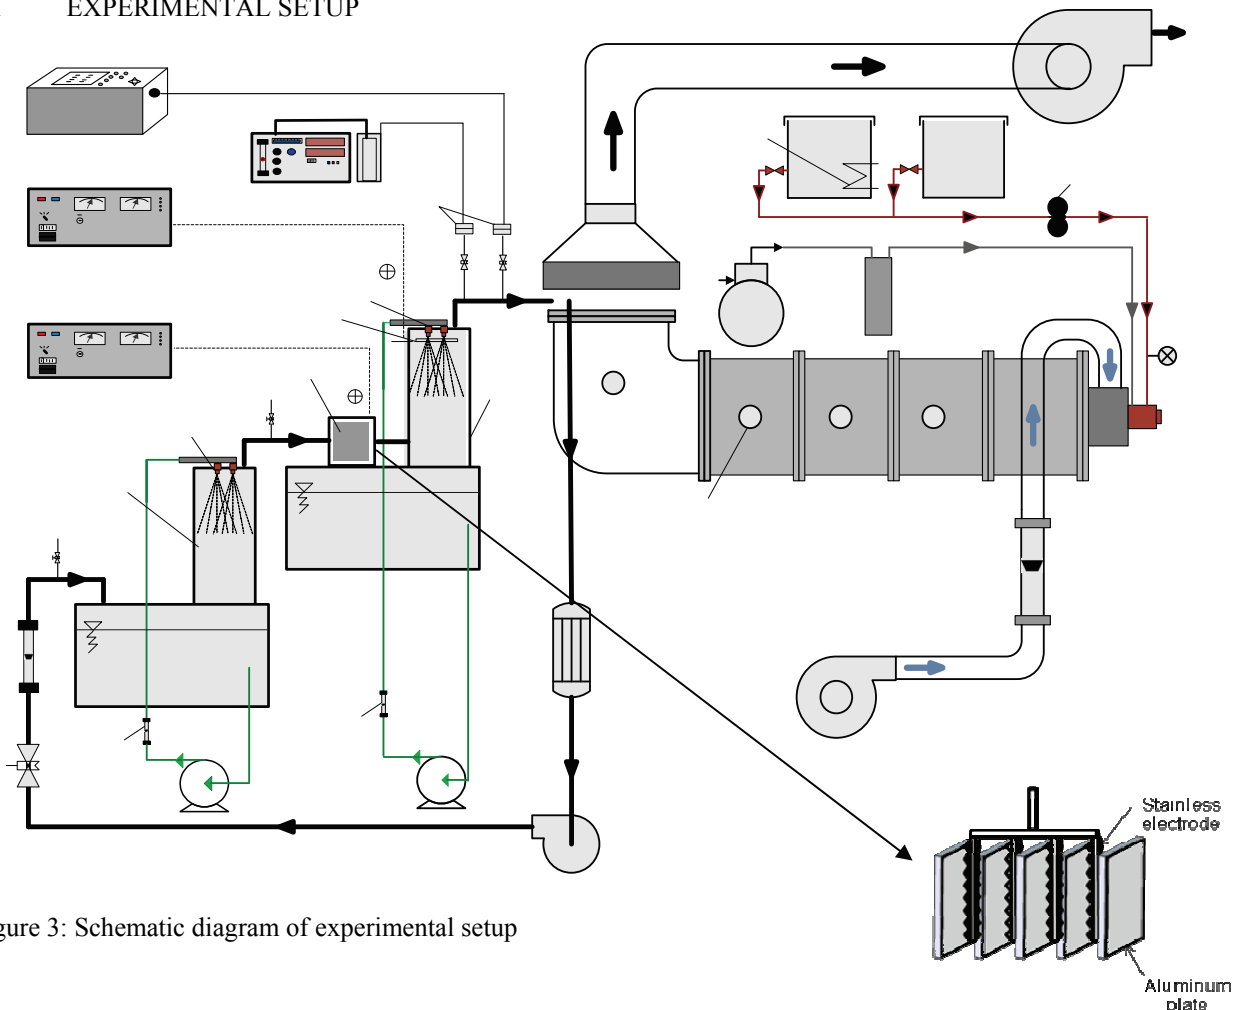 EXPERIMENTAL SETUP
Stainless
electrode
Aluminum
plate
gure 3: Schematic diagram of experimental setup